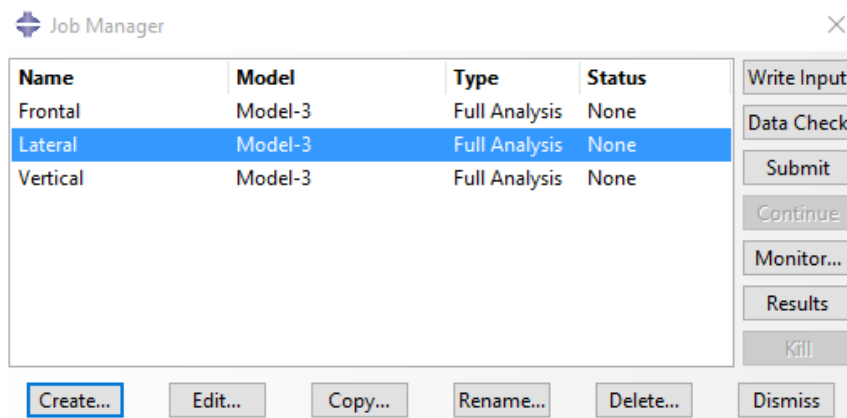 Job Manager
Name Model Type Status
Frontal Model-3 Full Analysis None
Lateral Model-3 Full Analysis None
Vertical Model-3 Full Analysis None
Write Input
Data Check
Submit
Continue
Monitor...
Results
Kill
Create... Edit... Copy... Rename... Delete... Dismiss